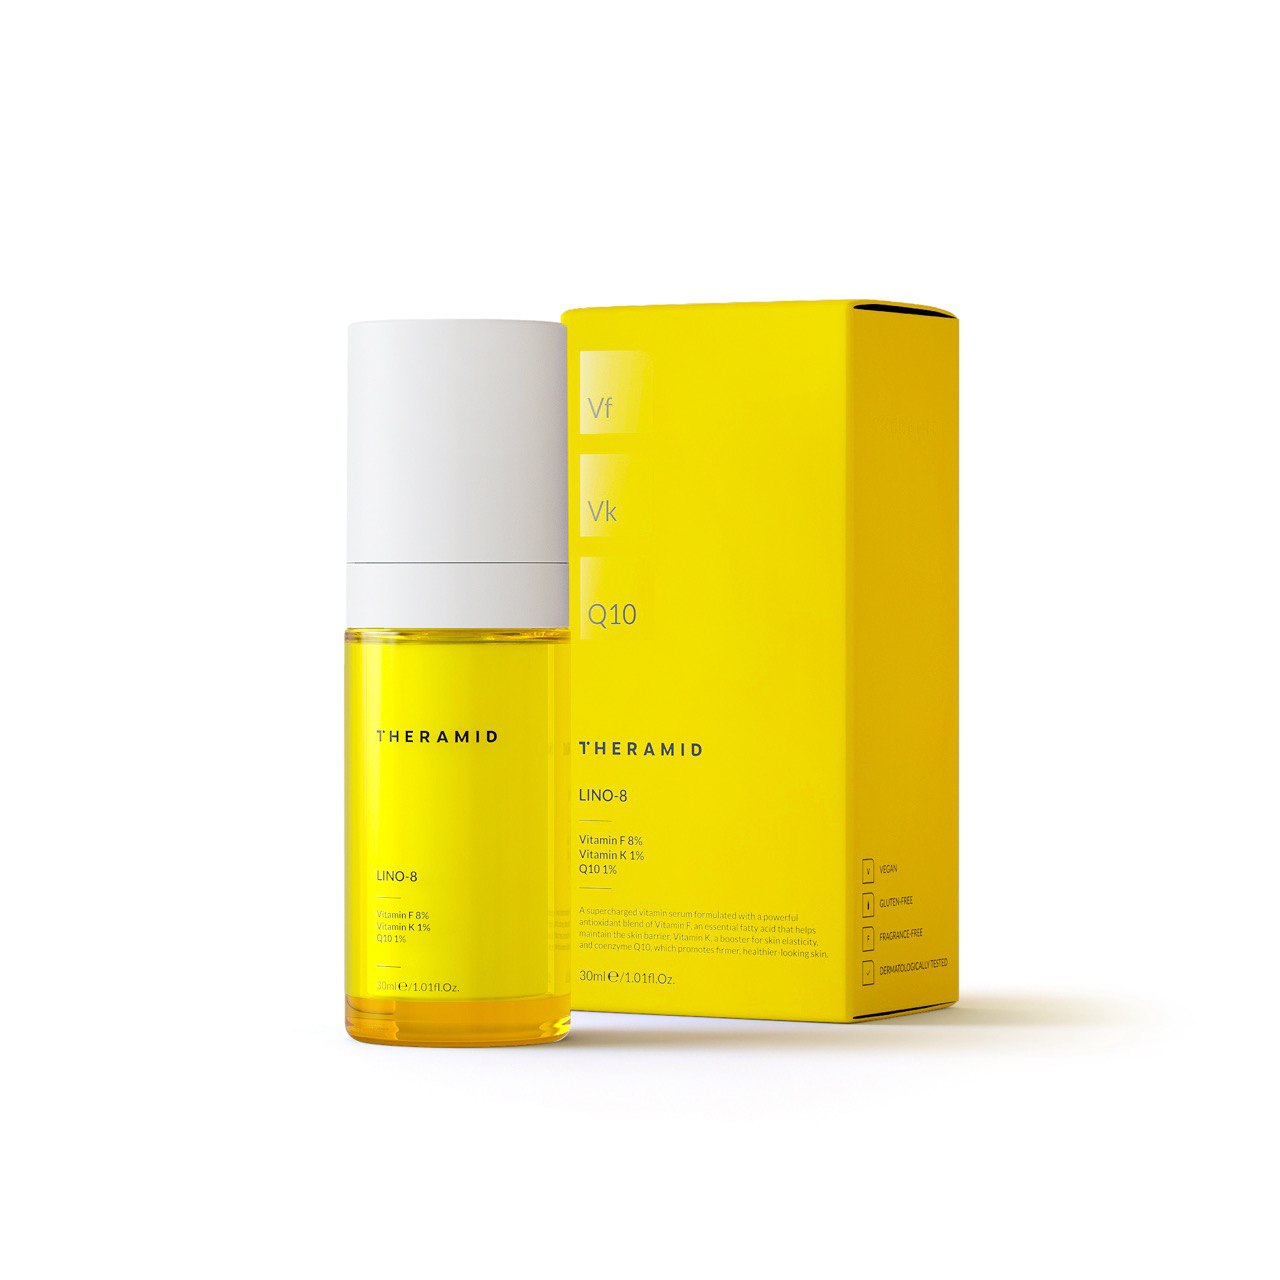 THERAMID
LINO-8
Vitamin F 8%
Vitamin K 1%
Q10 1%
30ml℮/1.01fl.Oz.
Vf
Vk
Q10
THERAMID
LINO-8
Vitamin F 8%
Vitamin K 1%
Q10 1%
A supercharged vitamin serum formulated with a powerful
antioxidant blend of Vitamin F, an essential fatty acid that helps
maintain the skin barrier, Vitamin K, a booster for skin elasticity,
and coenzyme Q10, which promotes firmer, healthier-looking skin.
30ml℮/1.01fl.Oz.
V VEGAN
GLUTEN-FREE
F FRAGRANCE-FREE
✓ DERMATOLOGICALLY TESTED